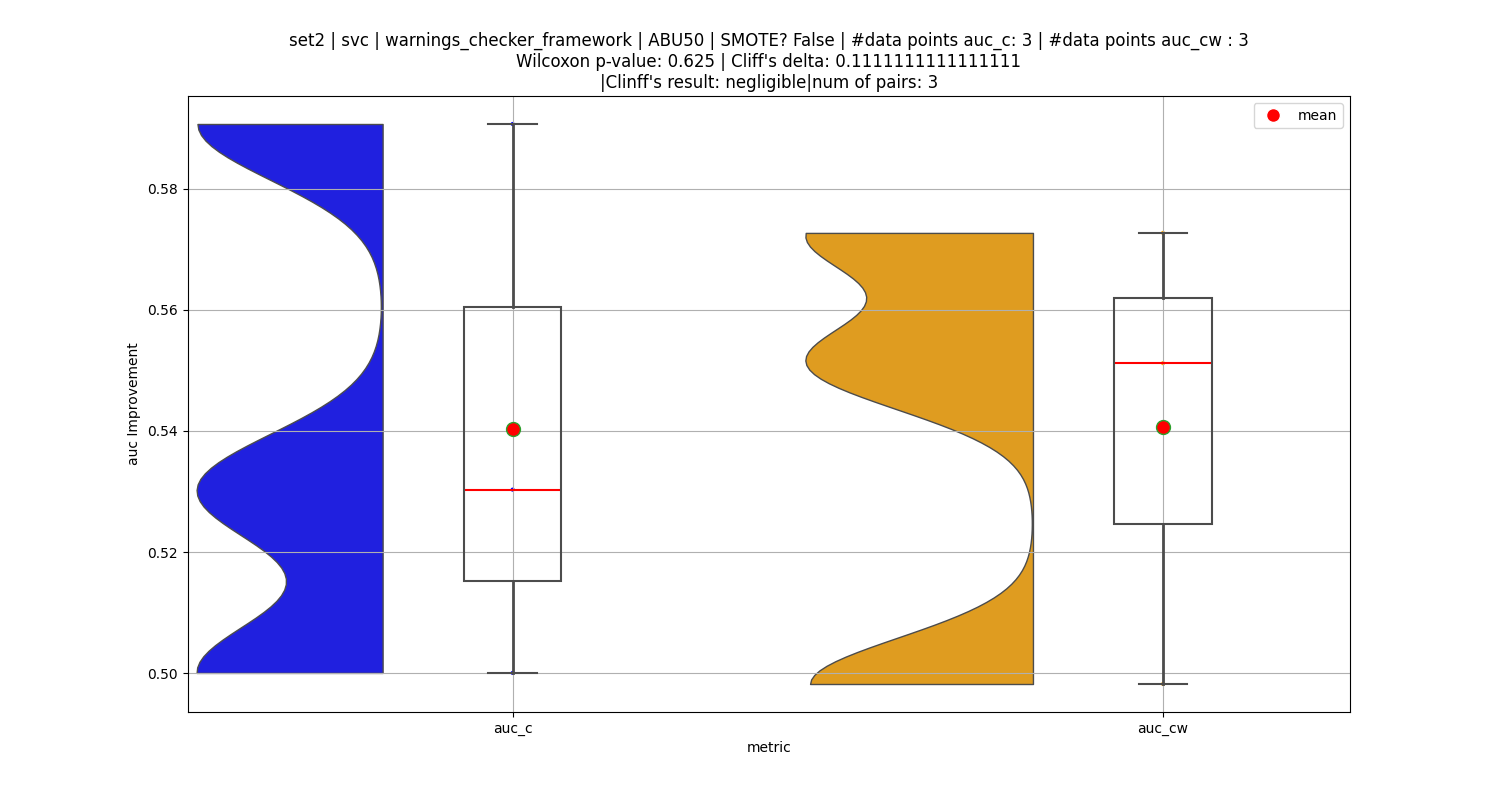 set2 | svc | warnings_checker_framework | ABU50 | SMOTE? False | #data points auc_c: 3 | #data points auc_cw : 3
Wilcoxon p-value: 0.625 | Cliff's delta: 0.1111111111111111
|Clinff's result: negligible|num of pairs: 3
mean
0.58
0.56
0.54
0.52
0.50
auc Improvement
auc_c
auc_cw
metric